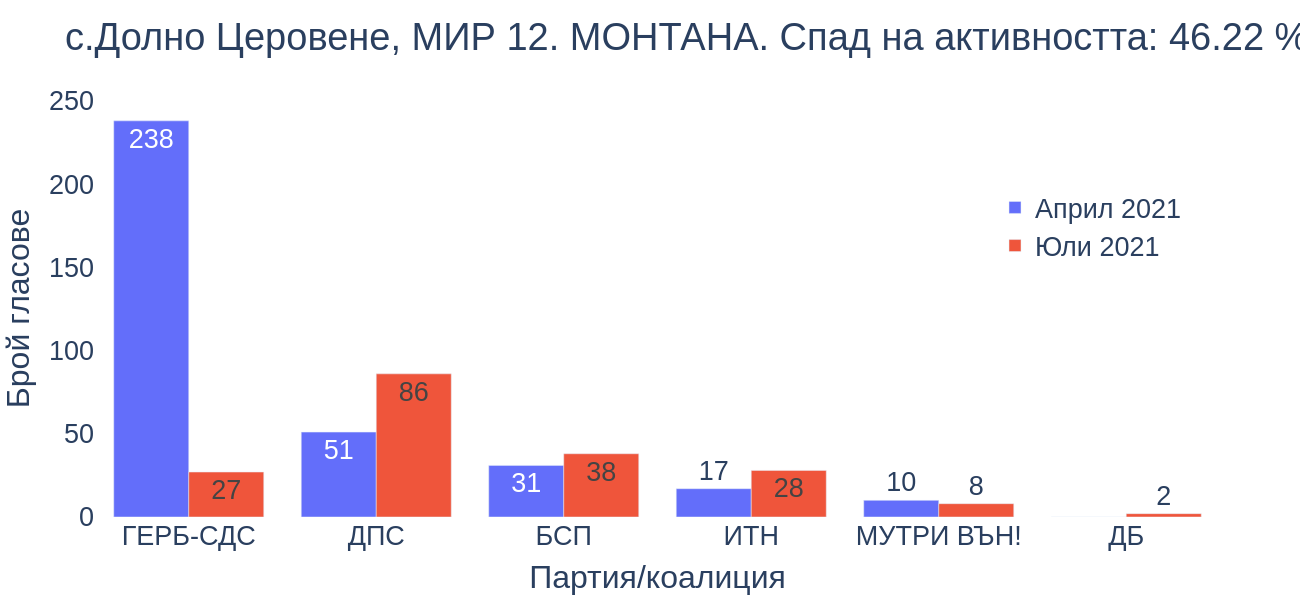 с.Долно Церовене, МИР 12. МОНТАНА. Спад на активността: 46.22 %
250
200
150
100
50
0
Брой гласове
238
27
51
86
31
38
17
28
10
8
2
Април 2021
Юли 2021
ГЕРБ-СДС
ДПС
БСП
ИТН
МУТРИ ВЪН!
ДБ
Партия/коалиция